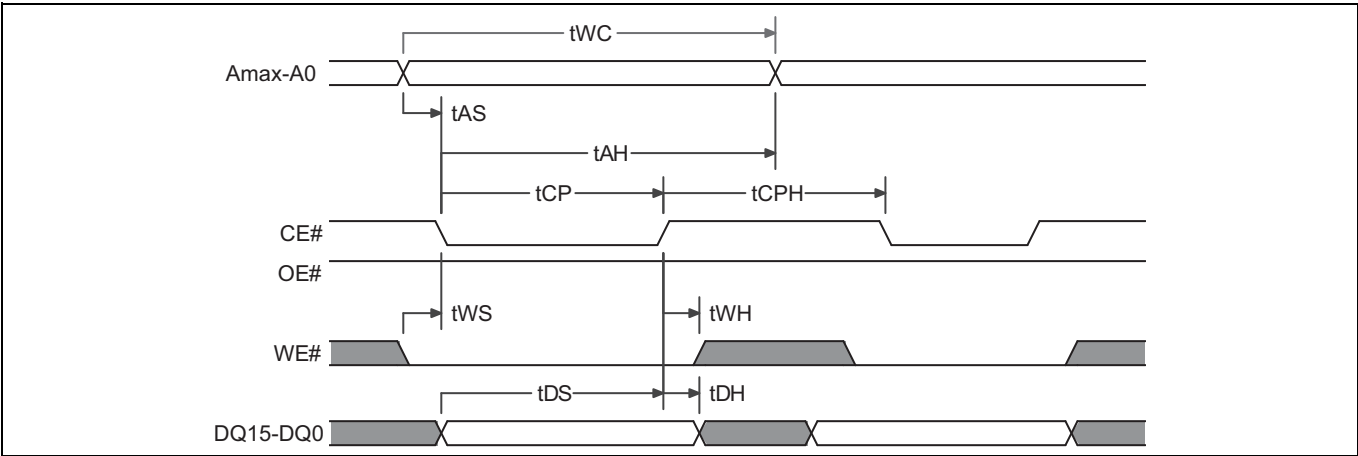 tWC
Amax-A0
tAS
tAH
tCP
tCPH
CE#
OE#
tWS
tWH
WE#
tDS
tDH
DQ15-DQ0